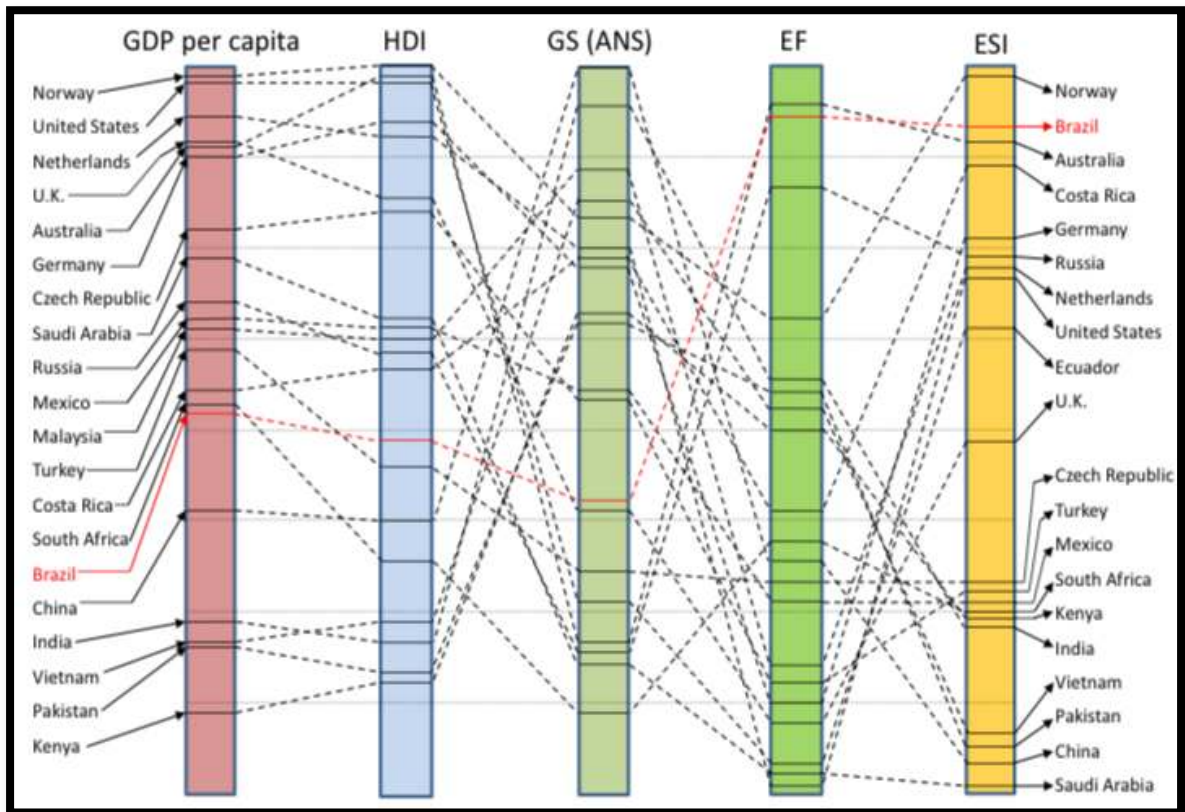 GDP per capita
HDI
GS (ANS)
EF
ESI
Norway
United States
Netherlands
U.K.
Australia
Germany
Czech Republic
Saudi Arabia
Russia
Mexico
Malaysia
Turkey
Costa Rica
South Africa
Brazil
China
India
Vietnam
Pakistan
Kenya
Norway
Brazil
Australia
Costa Rica
Germany
Russia
Netherlands
United States
Ecuador
U.K.
Czech Republic
Turkey
Mexico
South Africa
Kenya
India
Vietnam
Pakistan
China
Saudi Arabia